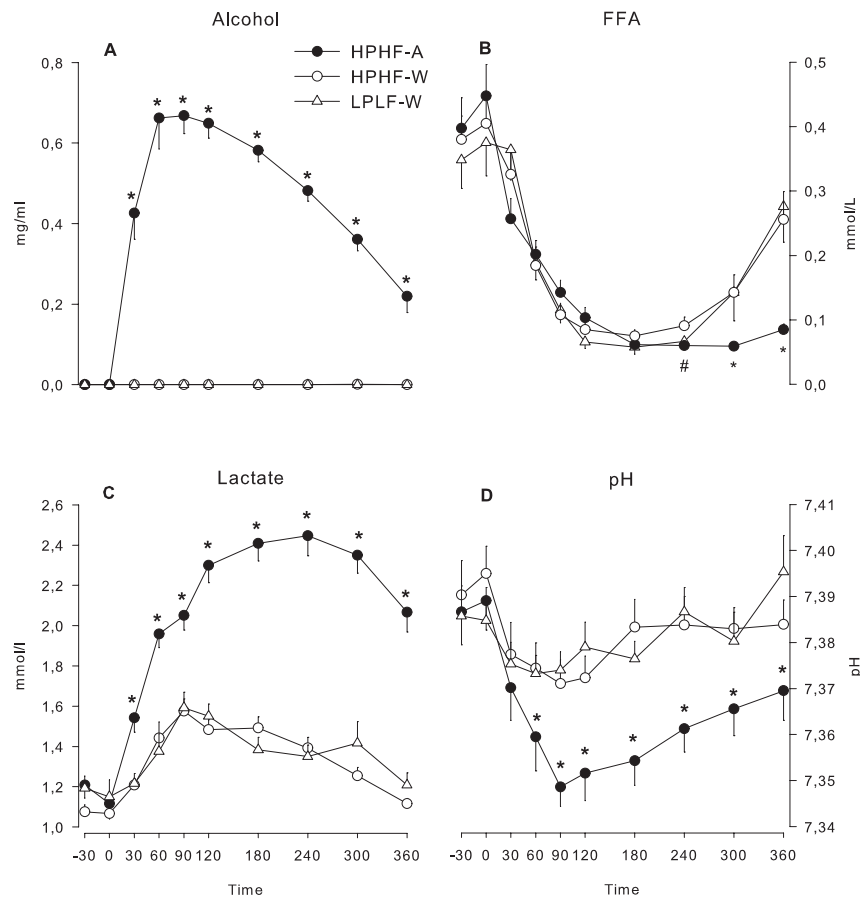 Alcohol
FFA
A
B
HPHF-A
HPHF-W
LPLF-W
0,8
0,6
0,4
0,2
0,0
mg/ml
* * * * * * * *
0,5
0,4
0,3
0,2
0,1
0,0
mmol/L
# * *
Lactate
pH
C
D
2,6
2,4
2,2
2,0
1,8
1,6
1,4
1,2
1,0
mmol/l
* * * * * * * *
-30 0 30 60 90 120 180 240 300 360
Time
7,41
7,40
7,39
7,38
7,37
7,36
7,35
7,34
pH
* * * * * * *
-30 0 30 60 90 120 180 240 300 360
Time